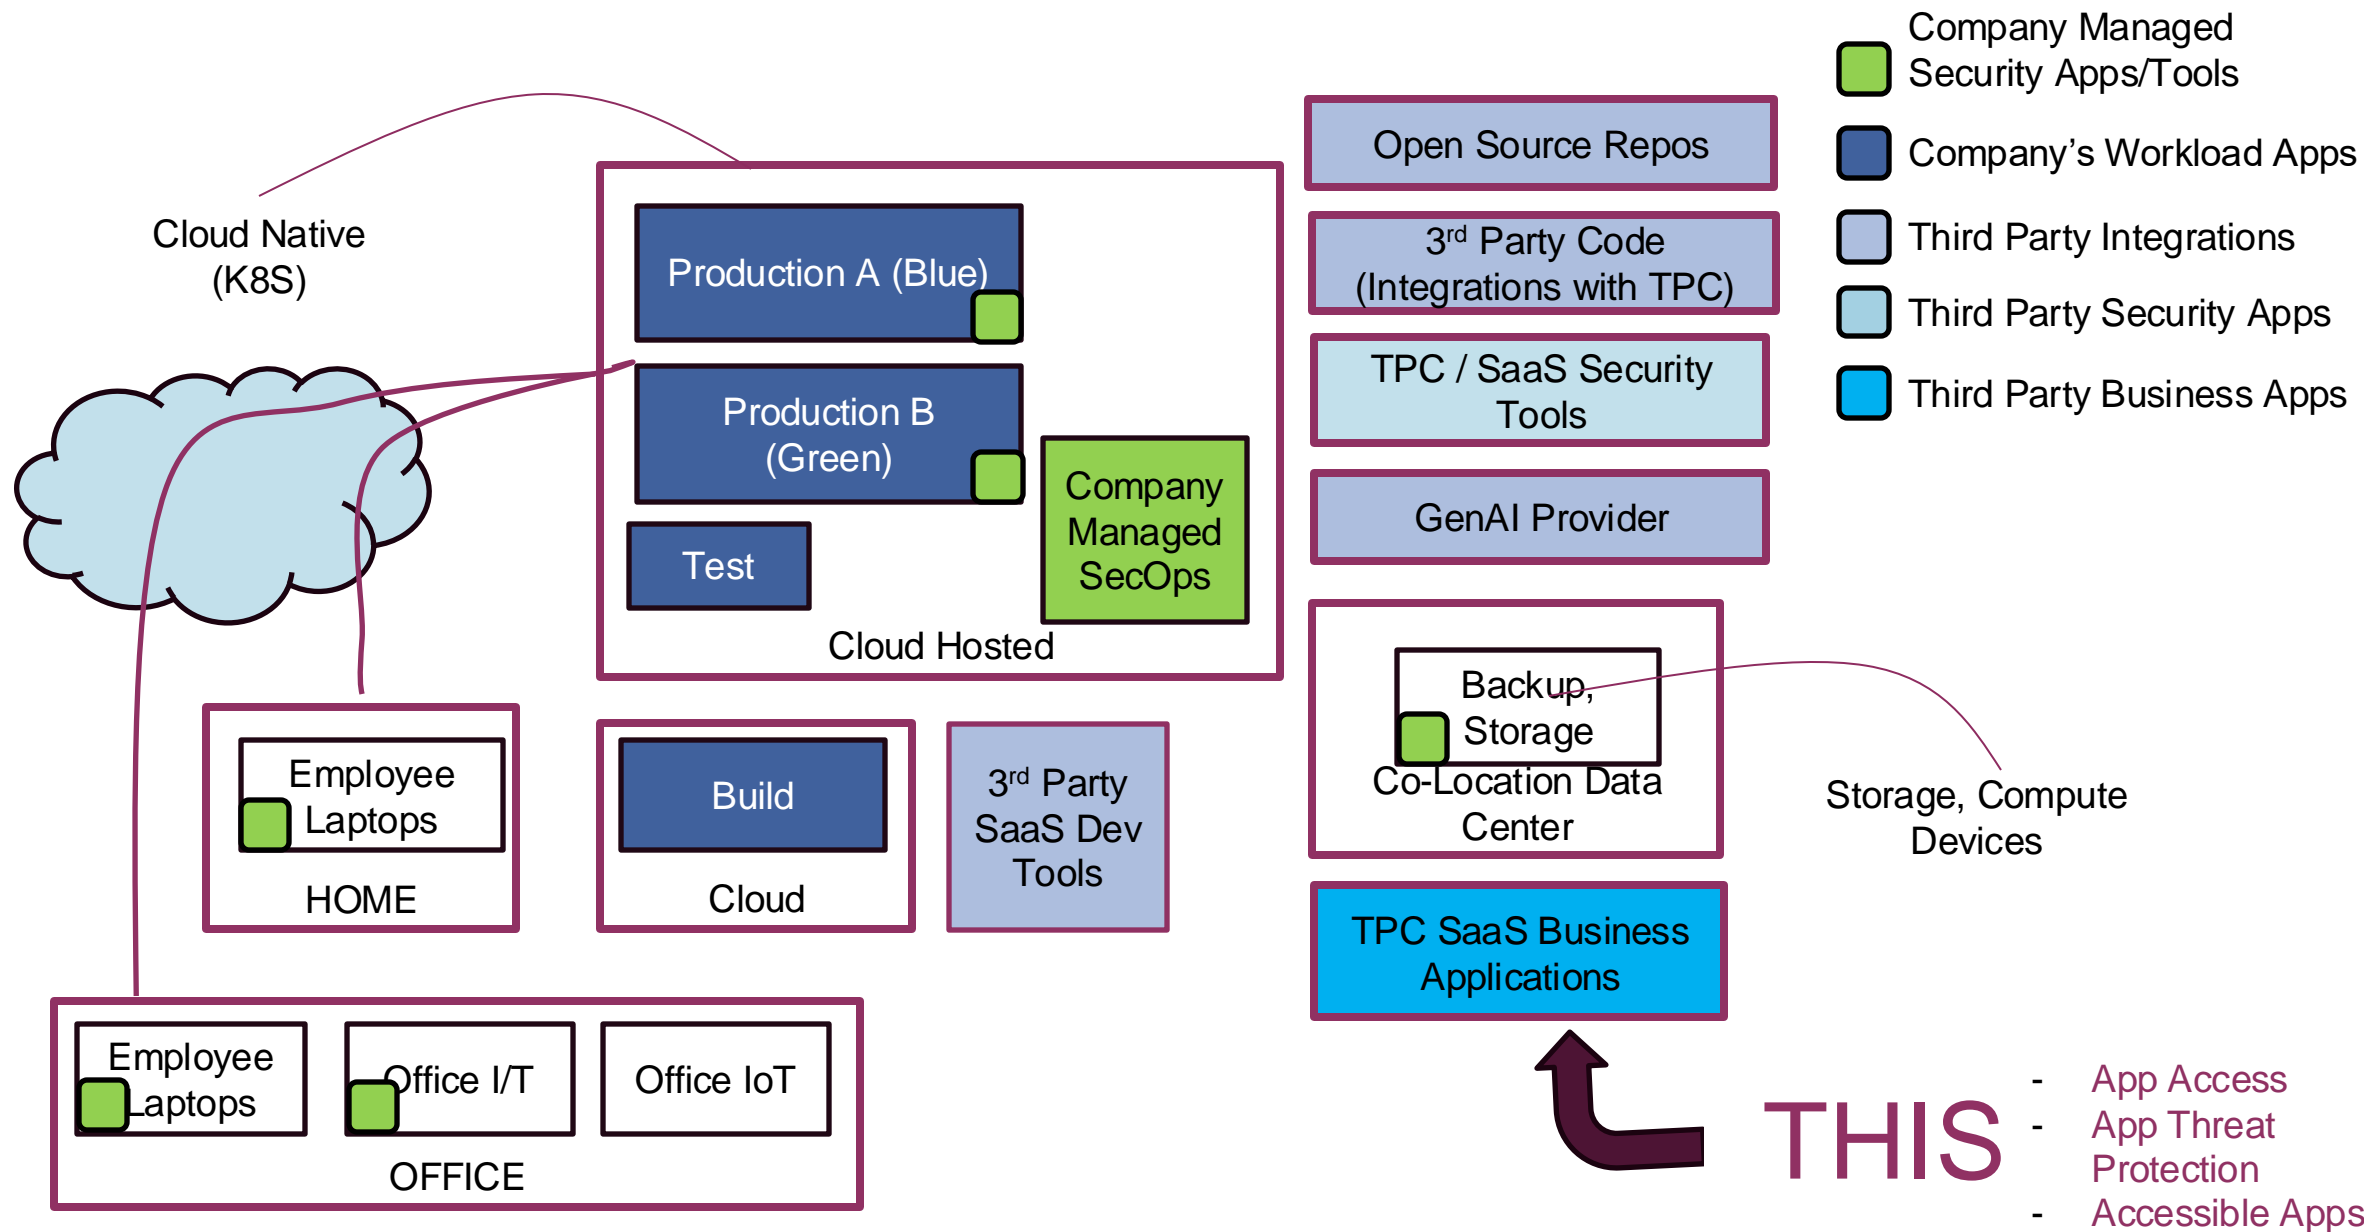 Company Managed
Security Apps/Tools
Company’s Workload Apps
Third Party Integrations
Third Party Security Apps
Third Party Business Apps
Cloud Native
(K8S)
Production A (Blue)
Production B
(Green)
Test
Company
Managed
SecOps
Cloud Hosted
Open Source Repos
3rd Party Code
(Integrations with TPC)
TPC / SaaS Security
Tools
GenAI Provider
Backup,
Storage
Co-Location Data
Center
Storage, Compute
Devices
Employee
Laptops
HOME
Build
Cloud
3rd Party
SaaS Dev
Tools
TPC SaaS Business
Applications
Employee
Laptops
Office I/T
Office IoT
OFFICE
THIS
- App Access
- App Threat
Protection
- Accessible Apps